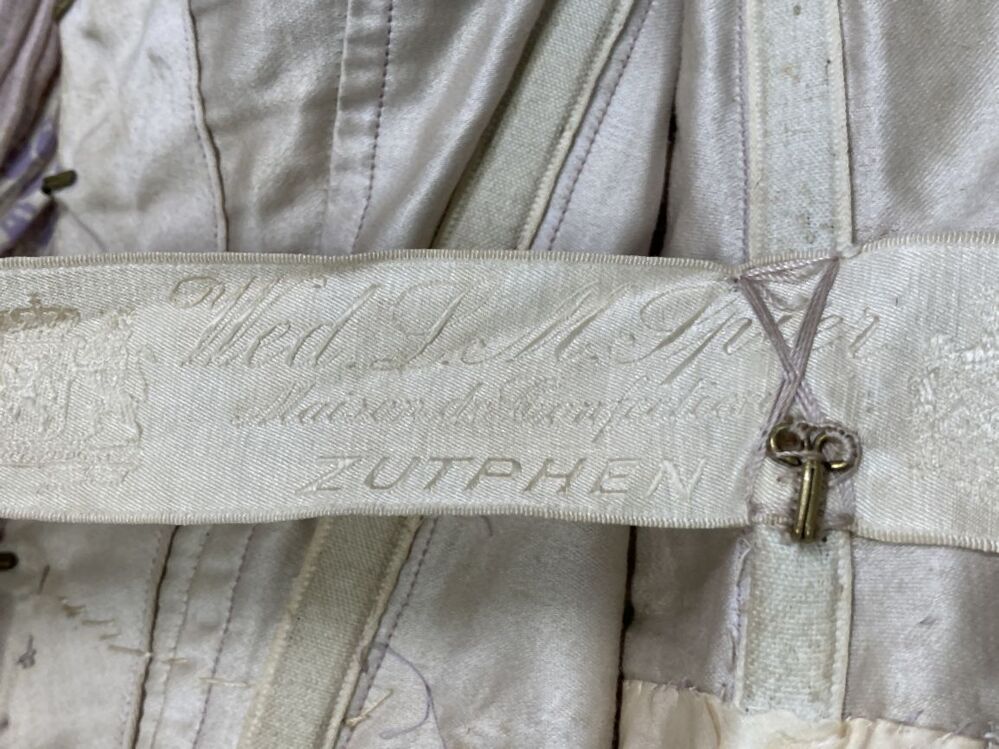 Wed. S. M. Spier
Maison de Confection
ZUTPHEN